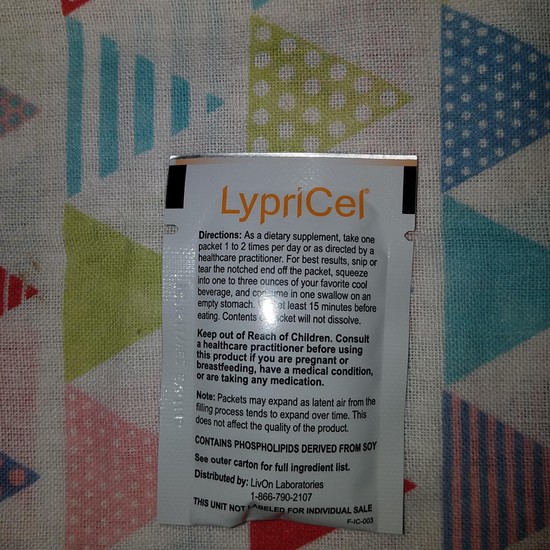 LypriCel®
Directions: As a dietary supplement, take one
packet 1 to 2 times per day or as directed by a
healthcare practitioner. For best results, snip or
tear the notched end off the packet, squeeze
into one to three ounces of your favorite cool
beverage, and consume in one swallow on an
empty stomach. at least 15 minutes before
eating. Contents packet will not dissolve.
Keep out of Reach of Children. Consult
a healthcare practitioner before using
this product if you are pregnant or
breastfeeding, have a medical condition,
or are taking any medication.
Note: Packets may expand as latent air from the
filling process tends to expand over time. This
does not affect the quality of the product.
CONTAINS PHOSPHOLIPIDS DERIVED FROM SOY
See outer carton for full ingredient list.
Distributed by: LivOn Laboratories
1-866-790-2107
THIS UNIT NOT LABELED FOR INDIVIDUAL SALE
F-IC-003